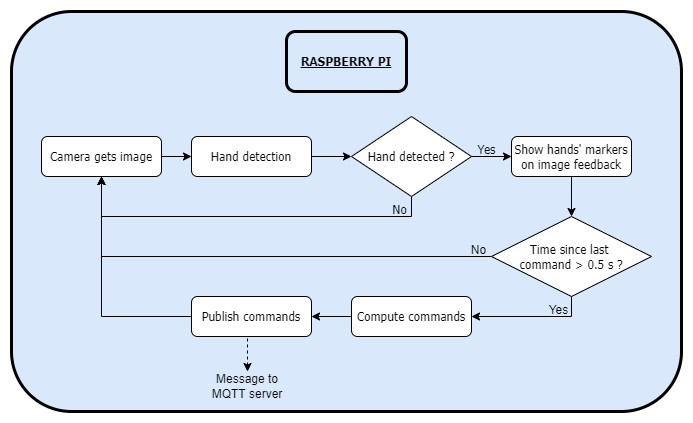 RASPBERRY PI
Camera gets image
Hand detection
Hand detected ?
Yes
Show hands' markers
on image feedback
No
No
Time since last
command > 0.5 s ?
Yes
Publish commands
Compute commands
Message to
MQTT server